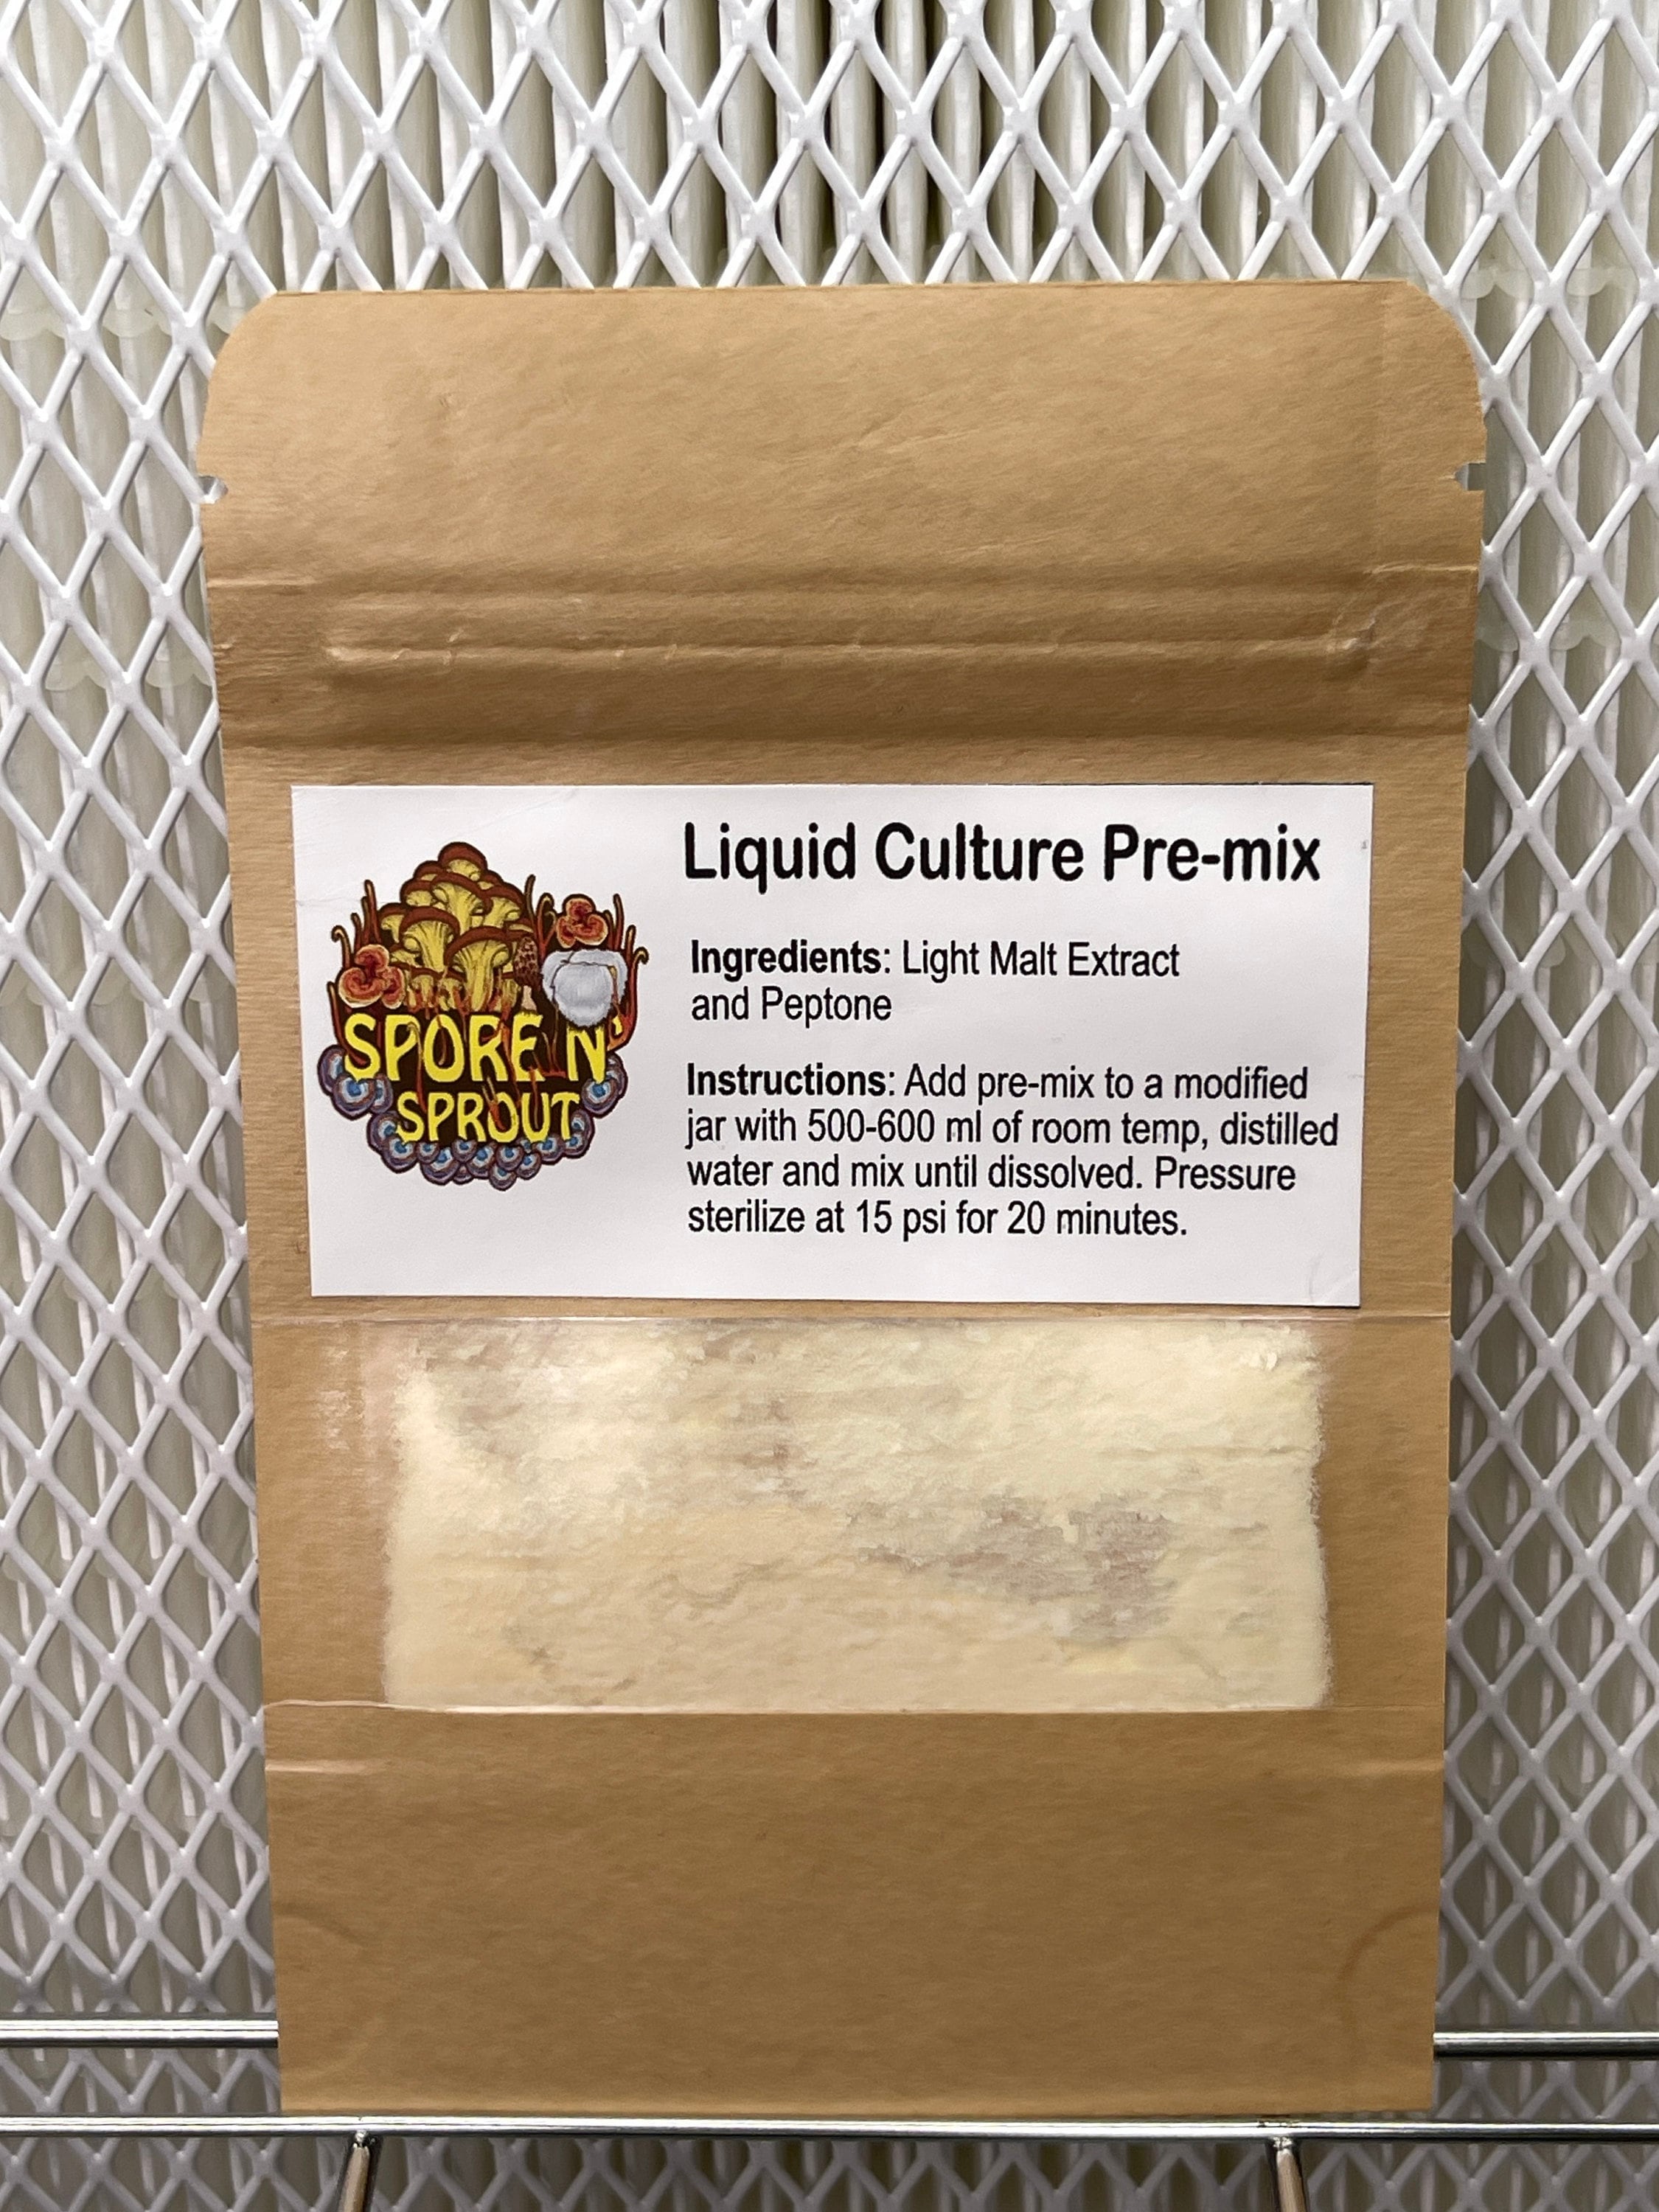 Liquid Culture Pre-mix
SPORE N'
SPROUT
Ingredients: Light Malt Extract
and Peptone
Instructions: Add pre-mix to a modified
jar with 500-600 ml of room temp, distilled
water and mix until dissolved. Pressure
sterilize at 15 psi for 20 minutes.